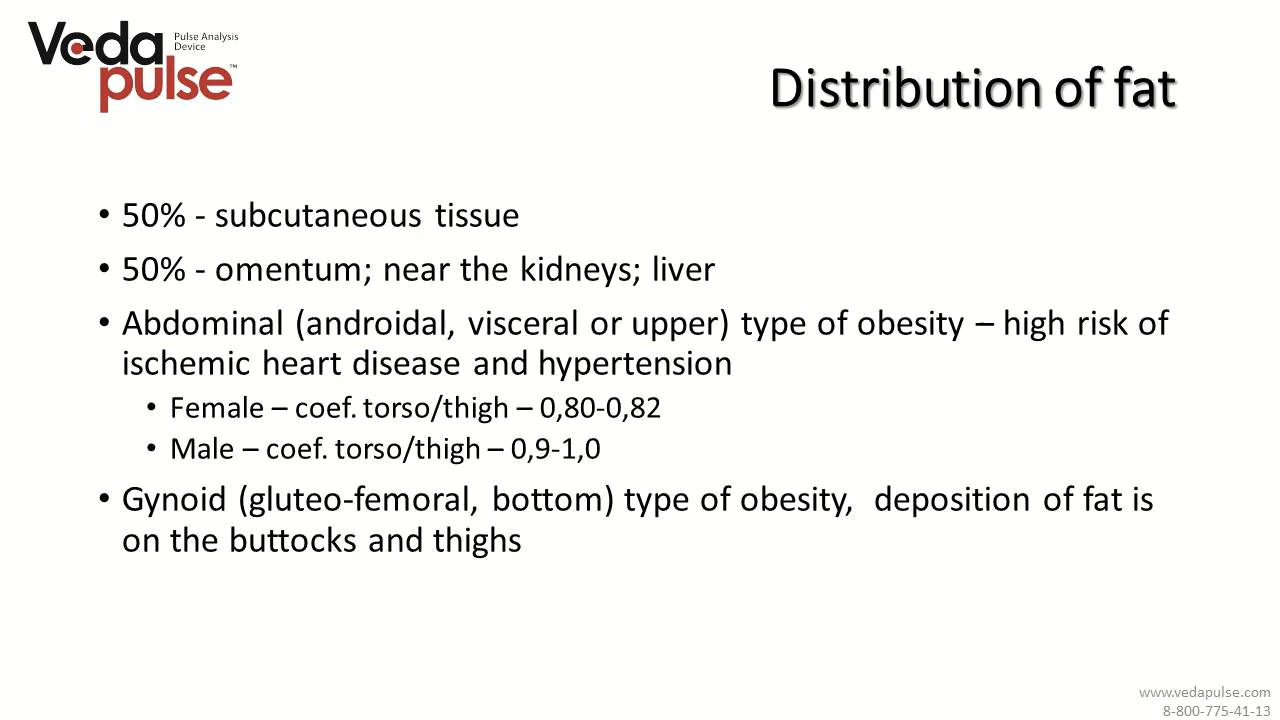 Veda
pulse™
Pulse Analysis
Device
Distribution of fat
• 50% - subcutaneous tissue
• 50% - omentum; near the kidneys; liver
• Abdominal (androidal, visceral or upper) type of obesity – high risk of
ischemic heart disease and hypertension
• Female – coef. torso/thigh – 0,80-0,82
• Male – coef. torso/thigh – 0,9-1,0
• Gynoid (gluteo-femoral, bottom) type of obesity, deposition of fat is
on the buttocks and thighs
www.vedapulse.com
8-800-775-41-13